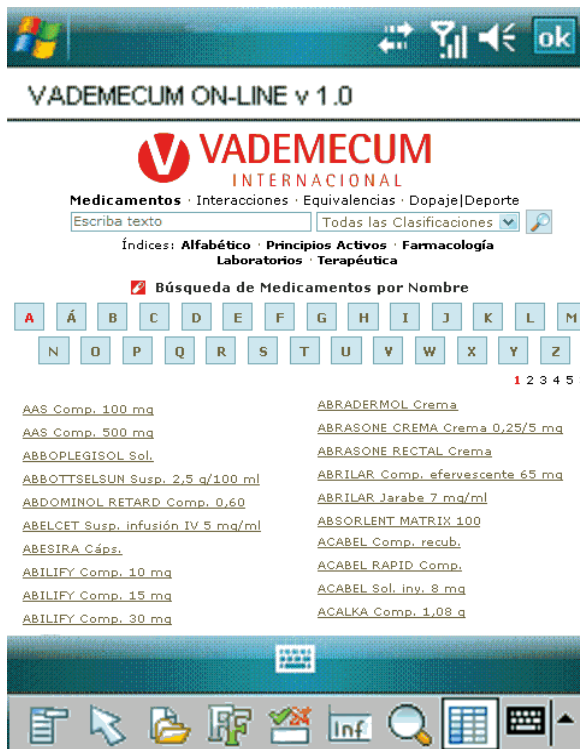 ok
VADEMECUM ON-LINE v 1.0
VADEMECUM
INTERNACIONAL
Medicamentos · Interacciones · Equivalencias · Dopaje|Deporte
Escriba texto Todas las Clasificaciones
Índices: Alfabético · Principios Activos · Farmacología
Laboratorios · Terapéutica
Búsqueda de Medicamentos por Nombre
A Á B C D E F G H I J K L M
N O P Q R S T U V W X Y Z
1 2 3 4 5
AAS Comp. 100 mg
AAS Comp. 500 mg
ABBOPLEGISOL Sol.
ABBOTTSELSUN Susp. 2,5 g/100 ml
ABDOMINOL RETARD Comp. 0,60
ABELCET Susp. infusión IV 5 mg/ml
ABESIRA Cáps.
ABILIFY Comp. 10 mg
ABILIFY Comp. 15 mg
ABILIFY Comp. 30 mg
ABRADERMOL Crema
ABRASONE CREMA Crema 0,25/5 mg
ABRASONE RECTAL Crema
ABRILAR Comp. efervescente 65 mg
ABRILAR Jarabe 7 mg/ml
ABSORLENT MATRIX 100
ACABEL Comp. recub.
ACABEL RAPID Comp.
ACABEL Sol. iny. 8 mg
ACALKA Comp. 1,08 g
Inf